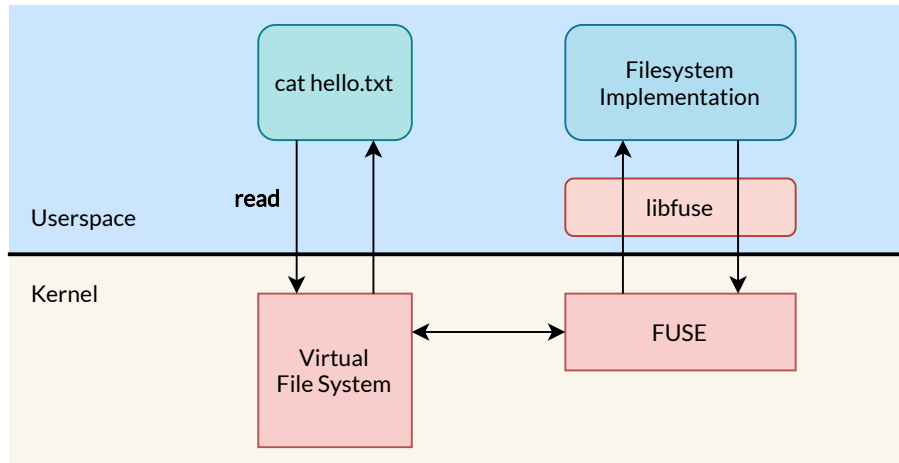 cat hello.txt
Filesystem
Implementation
read
libfuse
Userspace
Kernel
Virtual
File System
FUSE